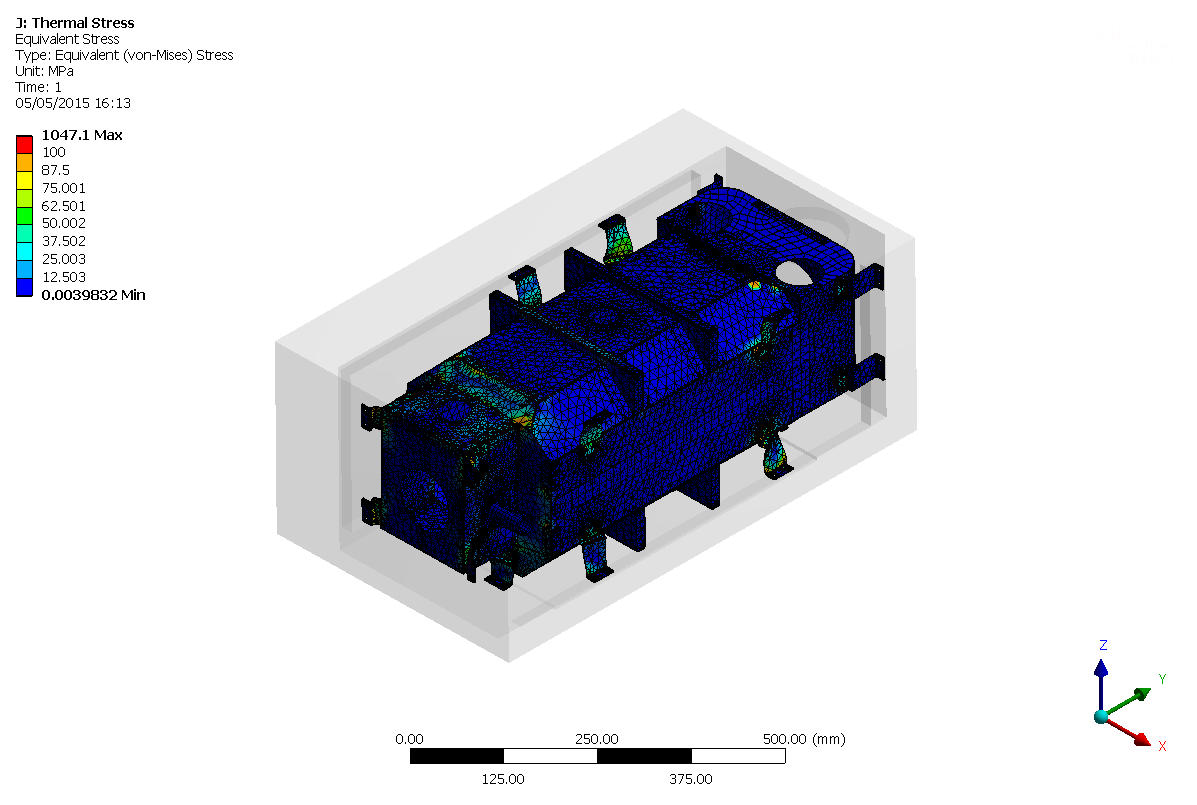 J: Thermal Stress
Equivalent Stress
Type: Equivalent (von-Mises) Stress
Unit: MPa
Time: 1
05/05/2015 16:13
1047.1 Max
100
87.5
75.001
62.501
50.002
37.502
25.003
12.503
0.0039832 Min
Z
Y
X
0.00
250.00
500.00 (mm)
125.00
375.00